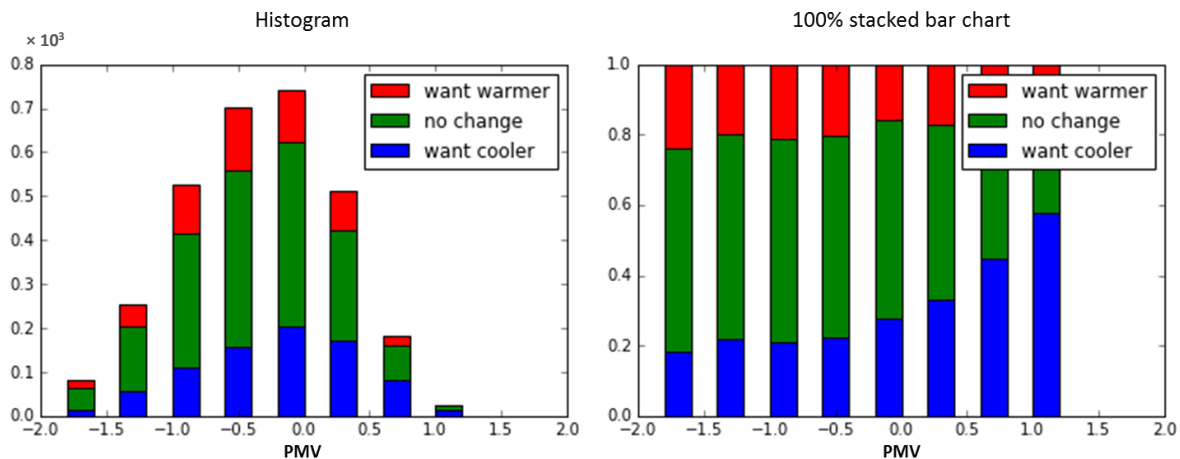 Histogram
× 10³
0.8
0.7
0.6
0.5
0.4
0.3
0.2
0.1
0.0
−2.0 −1.5 −1.0 −0.5 0.0 0.5 1.0 1.5 2.0
PMV
want warmer
no change
want cooler
100% stacked bar chart
1.0
0.8
0.6
0.4
0.2
0.0
−2.0 −1.5 −1.0 −0.5 0.0 0.5 1.0 1.5 2.0
PMV
want warmer
no change
want cooler